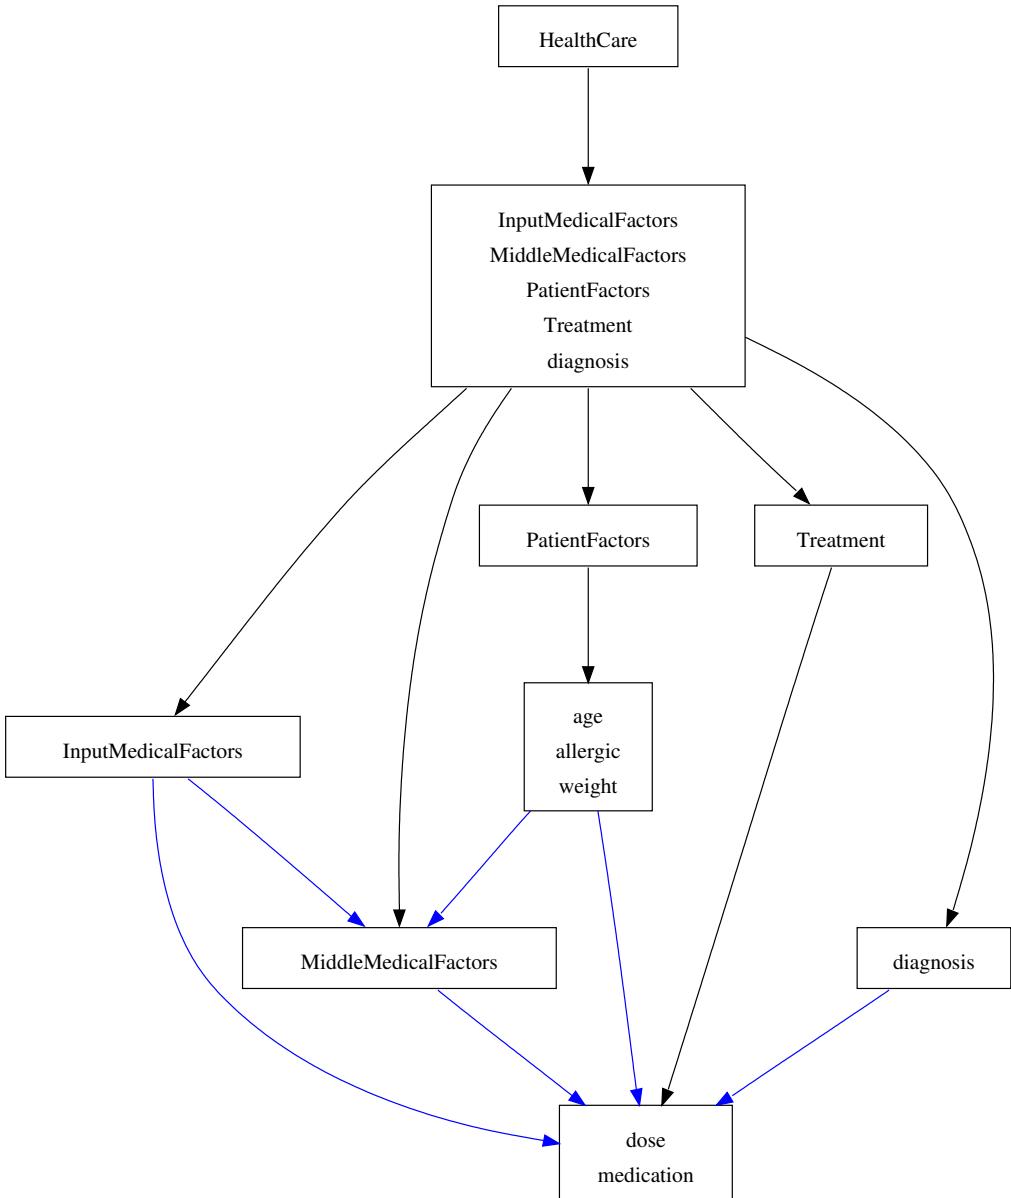 HealthCare
InputMedicalFactors
MiddleMedicalFactors
PatientFactors
Treatment
diagnosis
PatientFactors
Treatment
age
allergic
weight
InputMedicalFactors
MiddleMedicalFactors
diagnosis
dose
medication